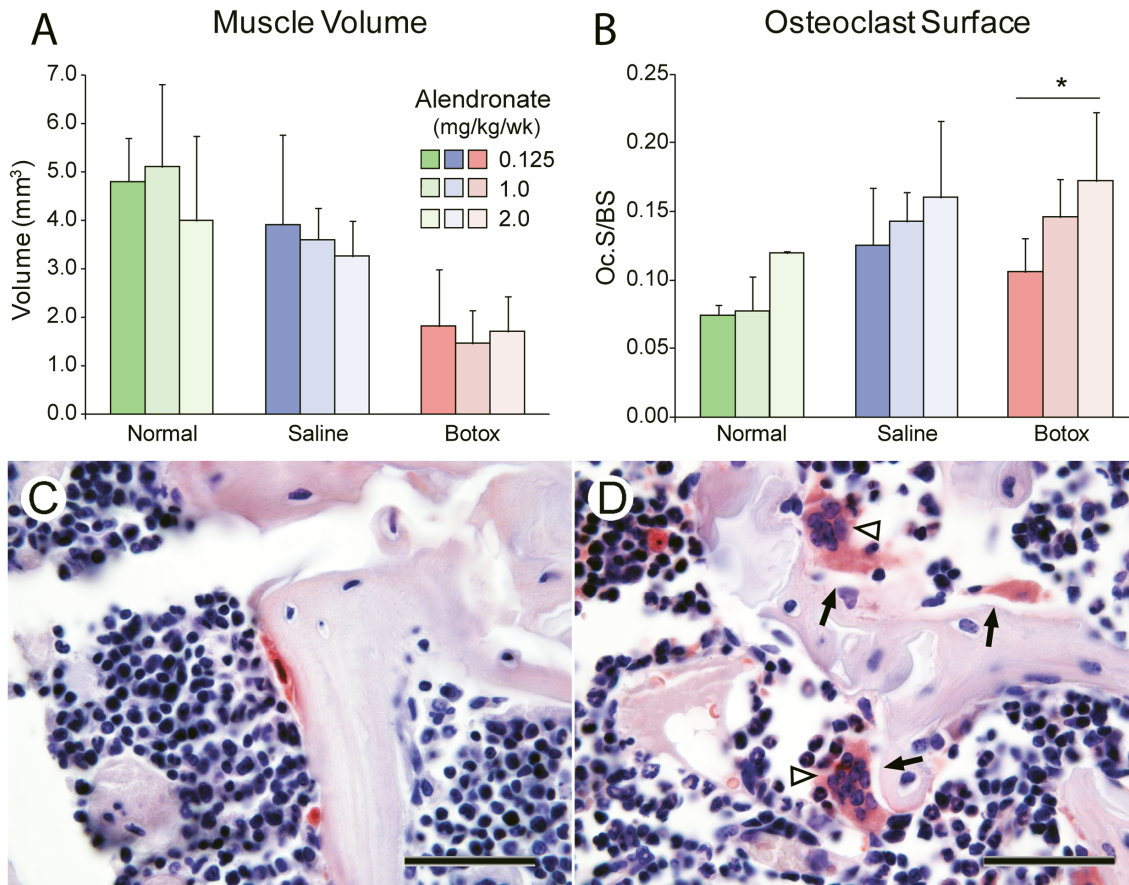 A
Muscle Volume
7.0
6.0
5.0
4.0
3.0
2.0
1.0
0.0
Volume (mm³)
Alendronate
(mg/kg/wk)
0.125
1.0
2.0
Normal
Saline
Botox
B
Osteoclast Surface
0.25
0.20
0.15
0.10
0.05
0.00
Oc.S/BS
*
Normal
Saline
Botox
C
D